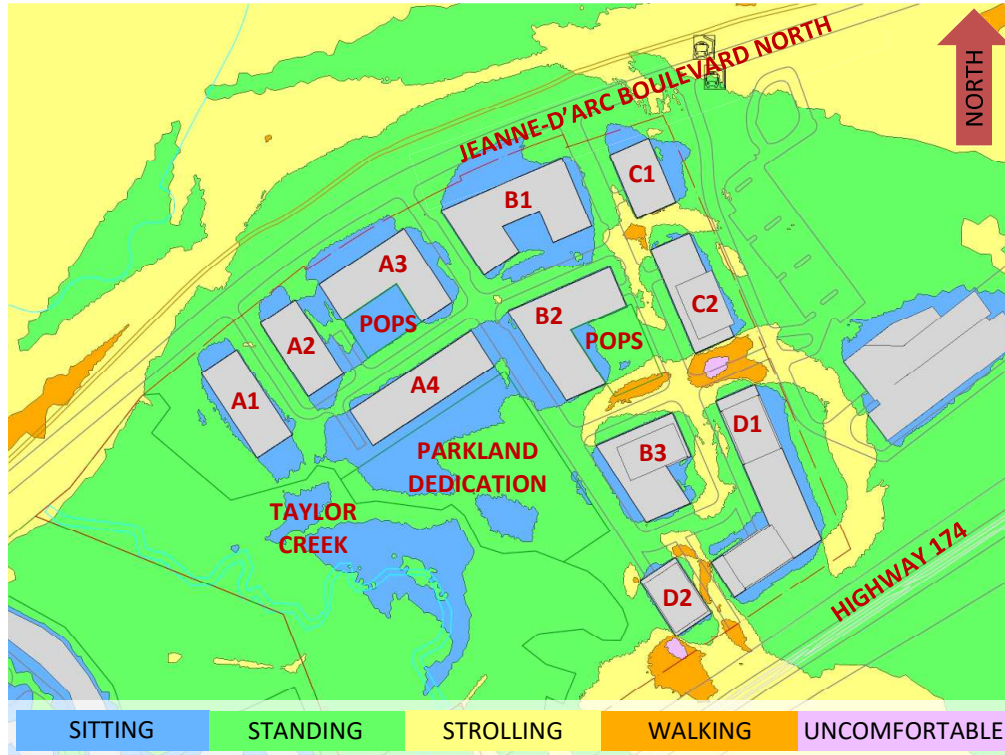 NORTH
JEANNE-D'ARC BOULEVARD NORTH
C1
B1
A3
C2
B2
POPS
POPS
A2
A4
A1
D1
B3
PARKLAND
DEDICATION
TAYLOR
CREEK
HIGHWAY 174
D2
SITTING
STANDING
STROLLING
WALKING
UNCOMFORTABLE